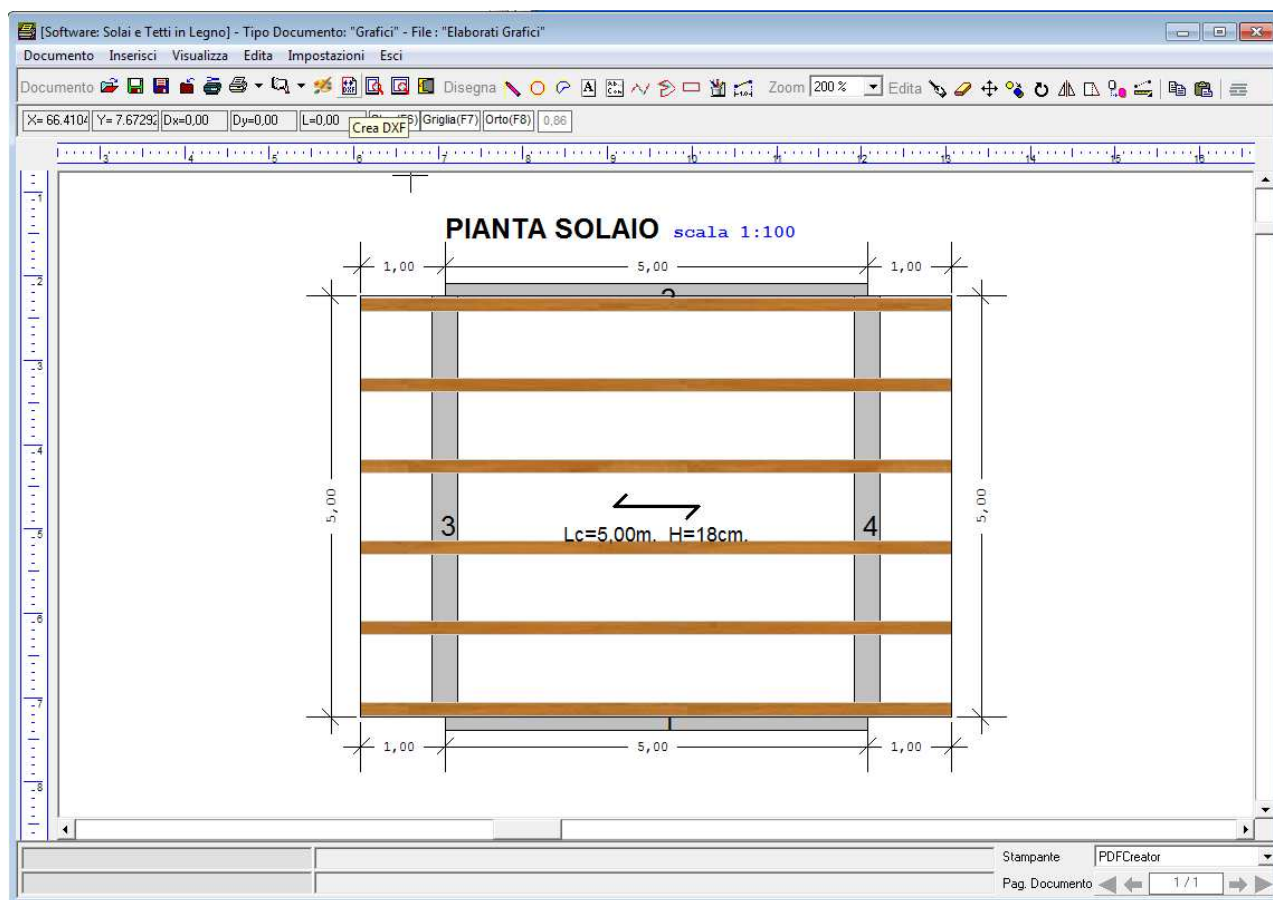 [Software: Solai e Tetti in Legno] - Tipo Documento: "Grafici" - File : "Elaborati Grafici"
Documento Inserisci Visualizza Edita Impostazioni Esci
Documento Disegna A Zoom 200 % Edita
X= 66.4104 Y= 7.67292 Dx=0,00 Dy=0,00 L=0,00 Griglia(F7) Orto(F8) 0,86
Crea DXF
3 4 5 6 7 8 9 10 11 12 13 14 15 16
1
2
3
4
5
6
7
8
PIANTA SOLAIO scala 1:100
1,00 5,00 1,00
5,00 5,00
3 4
Lc=5,00m. H=18cm.
1,00 5,00 1,00
Stampante PDFCreator
Pag. Documento 1 / 1